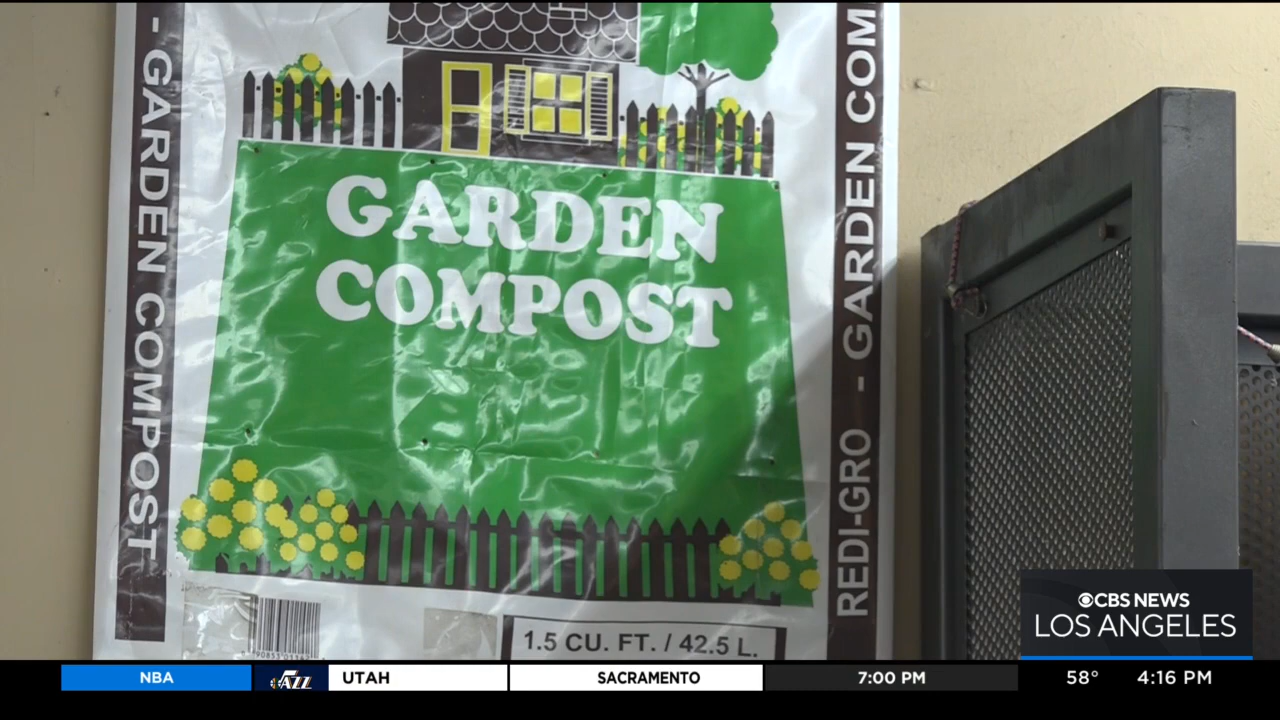 - GARDEN COMPOST
GARDEN
COMPOST
REDI-GRO - GARDEN COM
1.5 CU. FT. / 42.5 L.
CBS NEWS
LOS ANGELES
NBA
JAZZ
UTAH
SACRAMENTO
7:00 PM
58°
4:16 PM